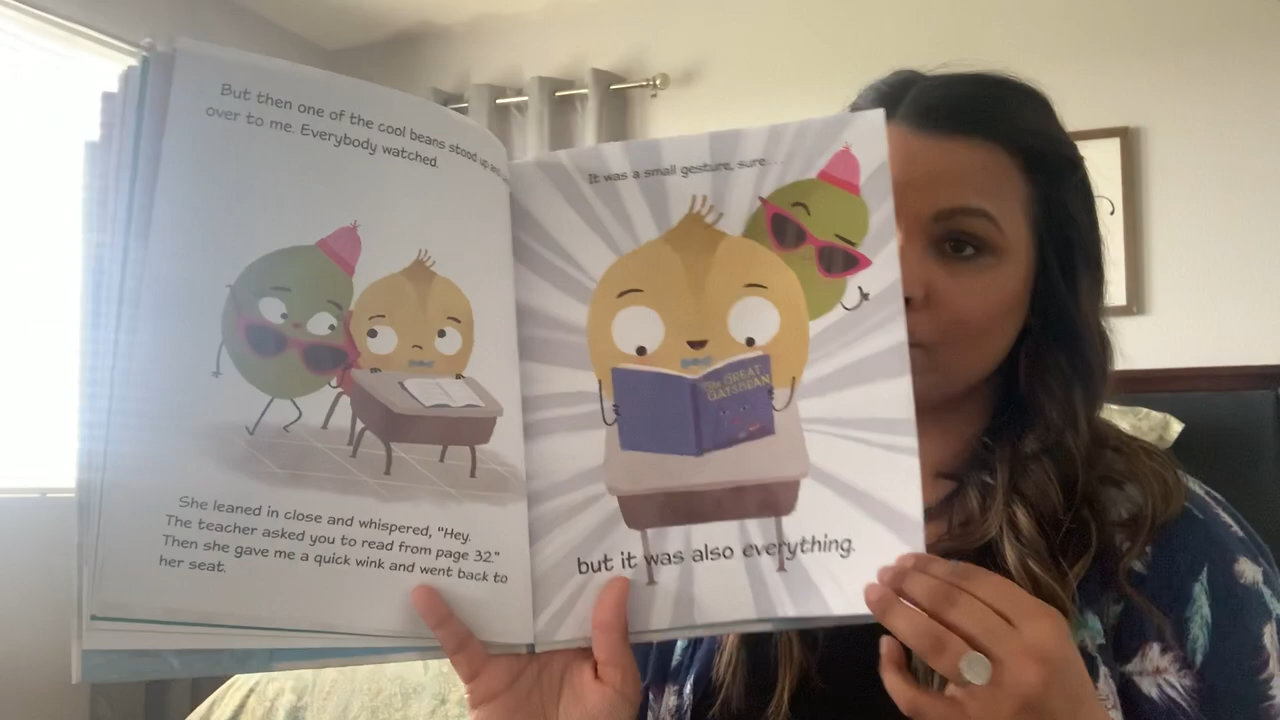 But then one of the cool beans stood up
over to me. Everybody watched.
She leaned in close and whispered, "Hey.
The teacher asked you to read from page 32."
Then she gave me a quick wink and went back to
her seat.
It was a small gesture, sure...
THE GREAT
GATSBEAN
but it was also everything.